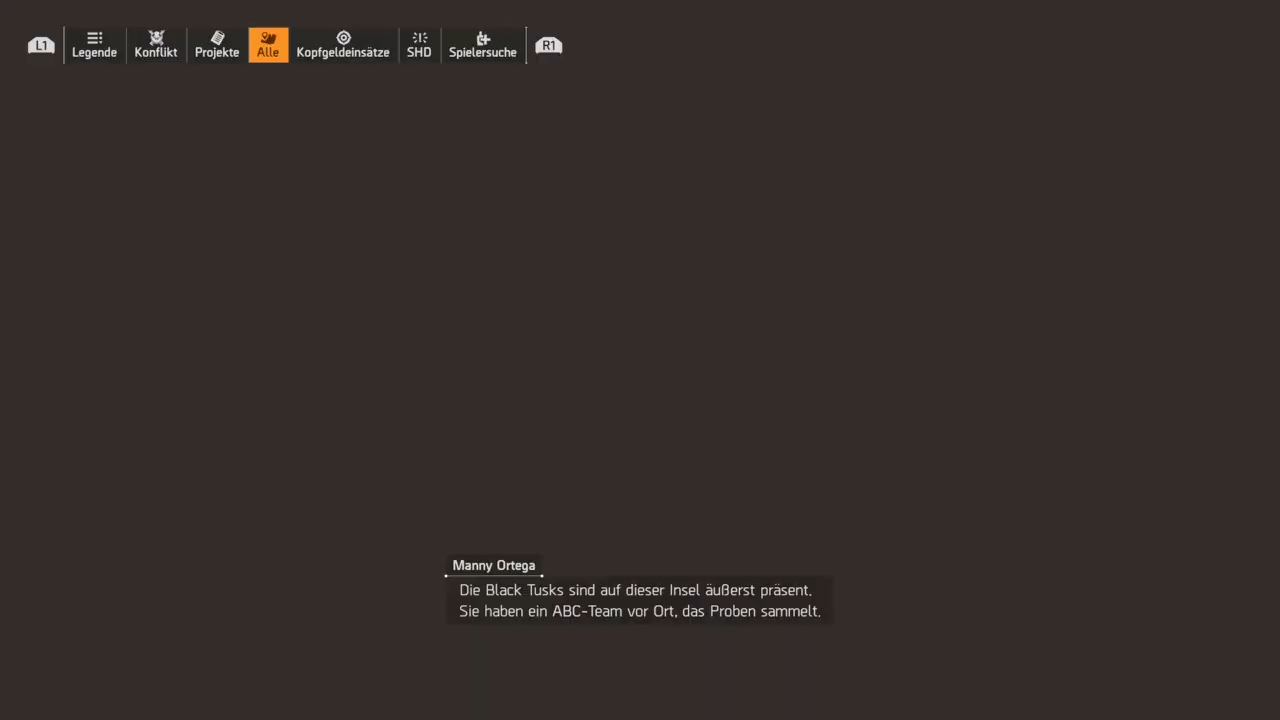 L1
Legende
Konflikt
Projekte
Alle
Kopfgeldeinsätze
SHD
Spielersuche
R1
Manny Ortega
Die Black Tusks sind auf dieser Insel äußerst präsent.
Sie haben ein ABC-Team vor Ort, das Proben sammelt.